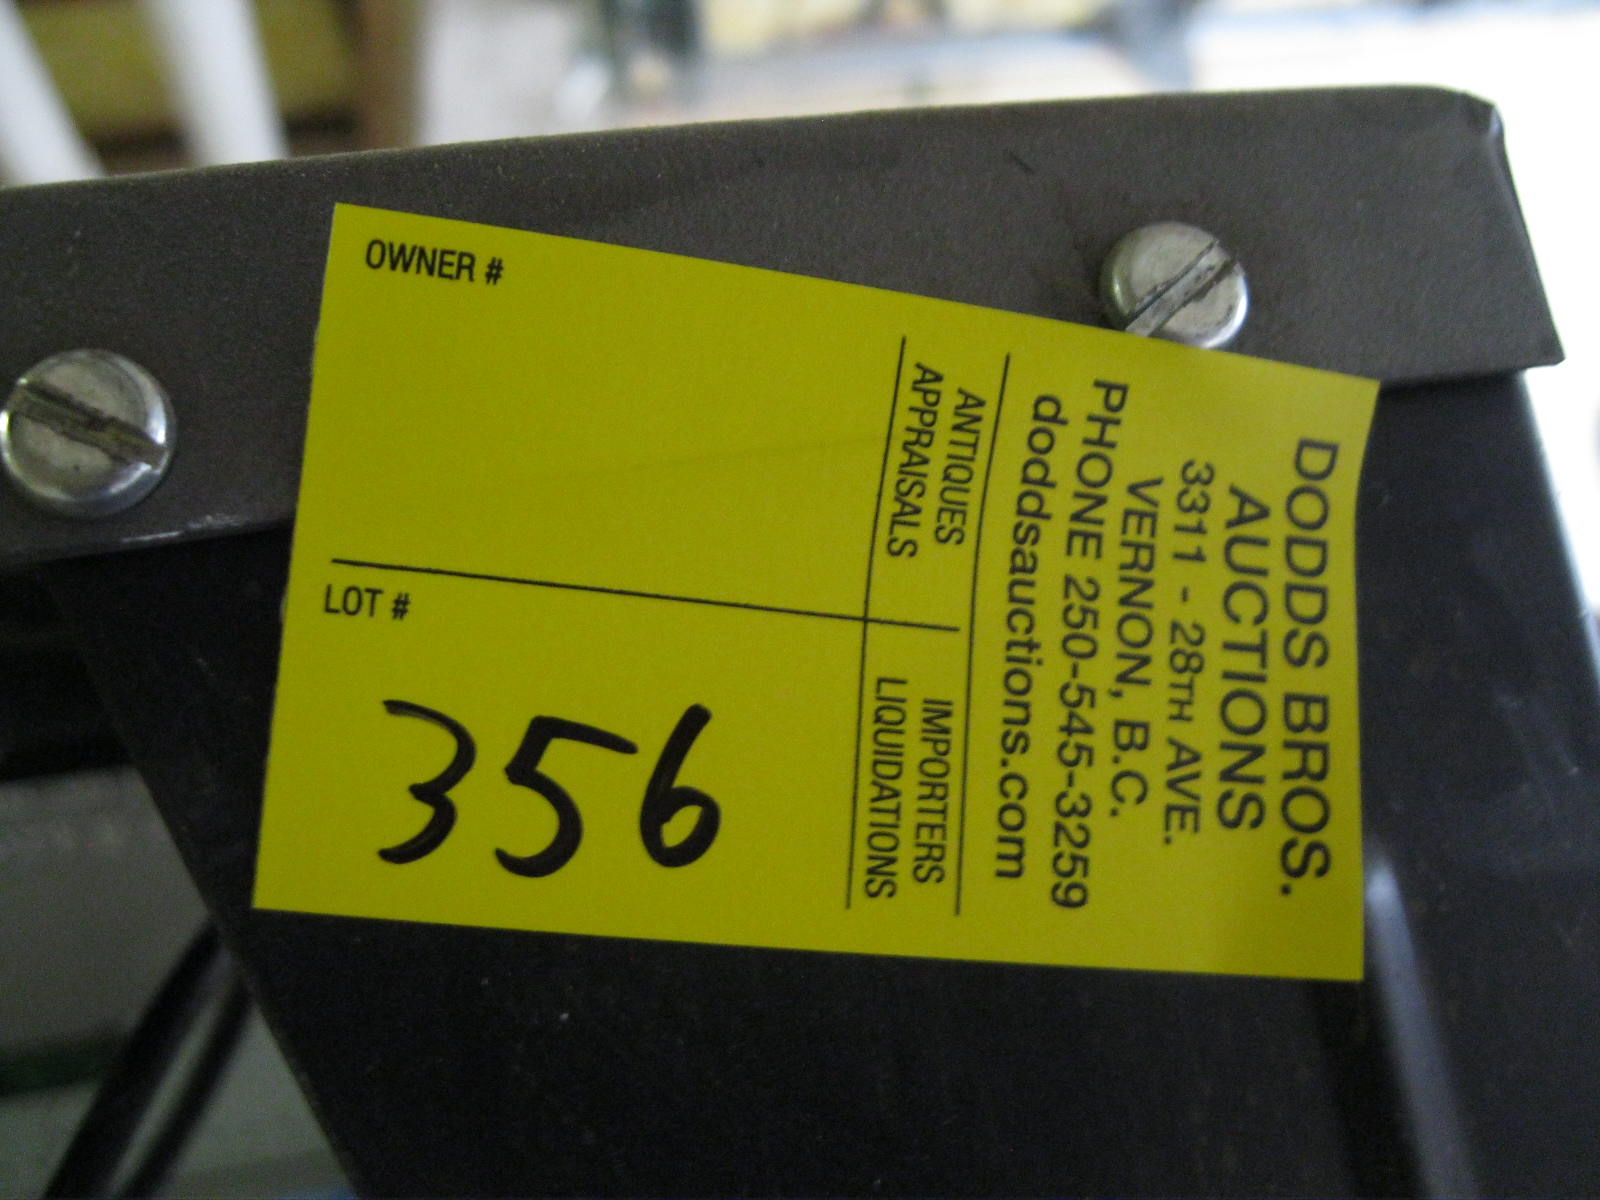 OWNER #
LOT #
356
DODDS BROS.
AUCTIONS
3311 - 28TH AVE.
VERNON, B.C.
PHONE 250-545-3259
doddsauctions.com
ANTIQUES
APPRAISALS
IMPORTERS
LIQUIDATIONS